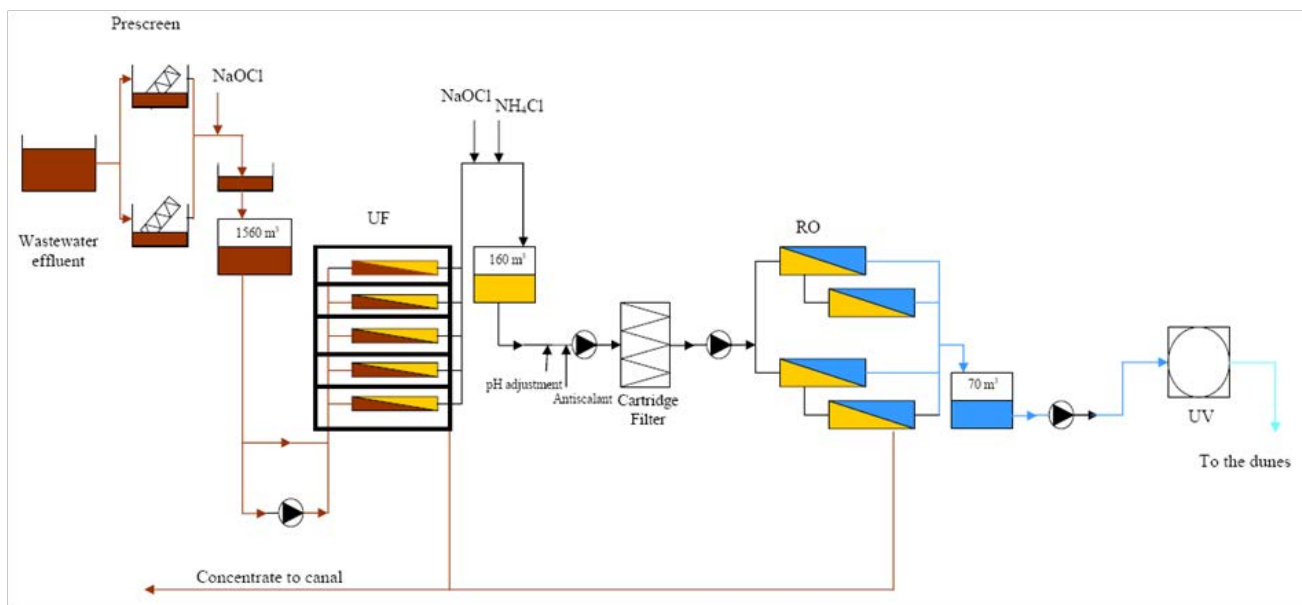 Prescreen
NaOCl
Wastewater
effluent
1560 m³
UF
NaOCl
NH₄Cl
160 m³
pH adjustment
Antiscalant
Cartridge
Filter
RO
70 m³
UV
To the dunes
Concentrate to canal